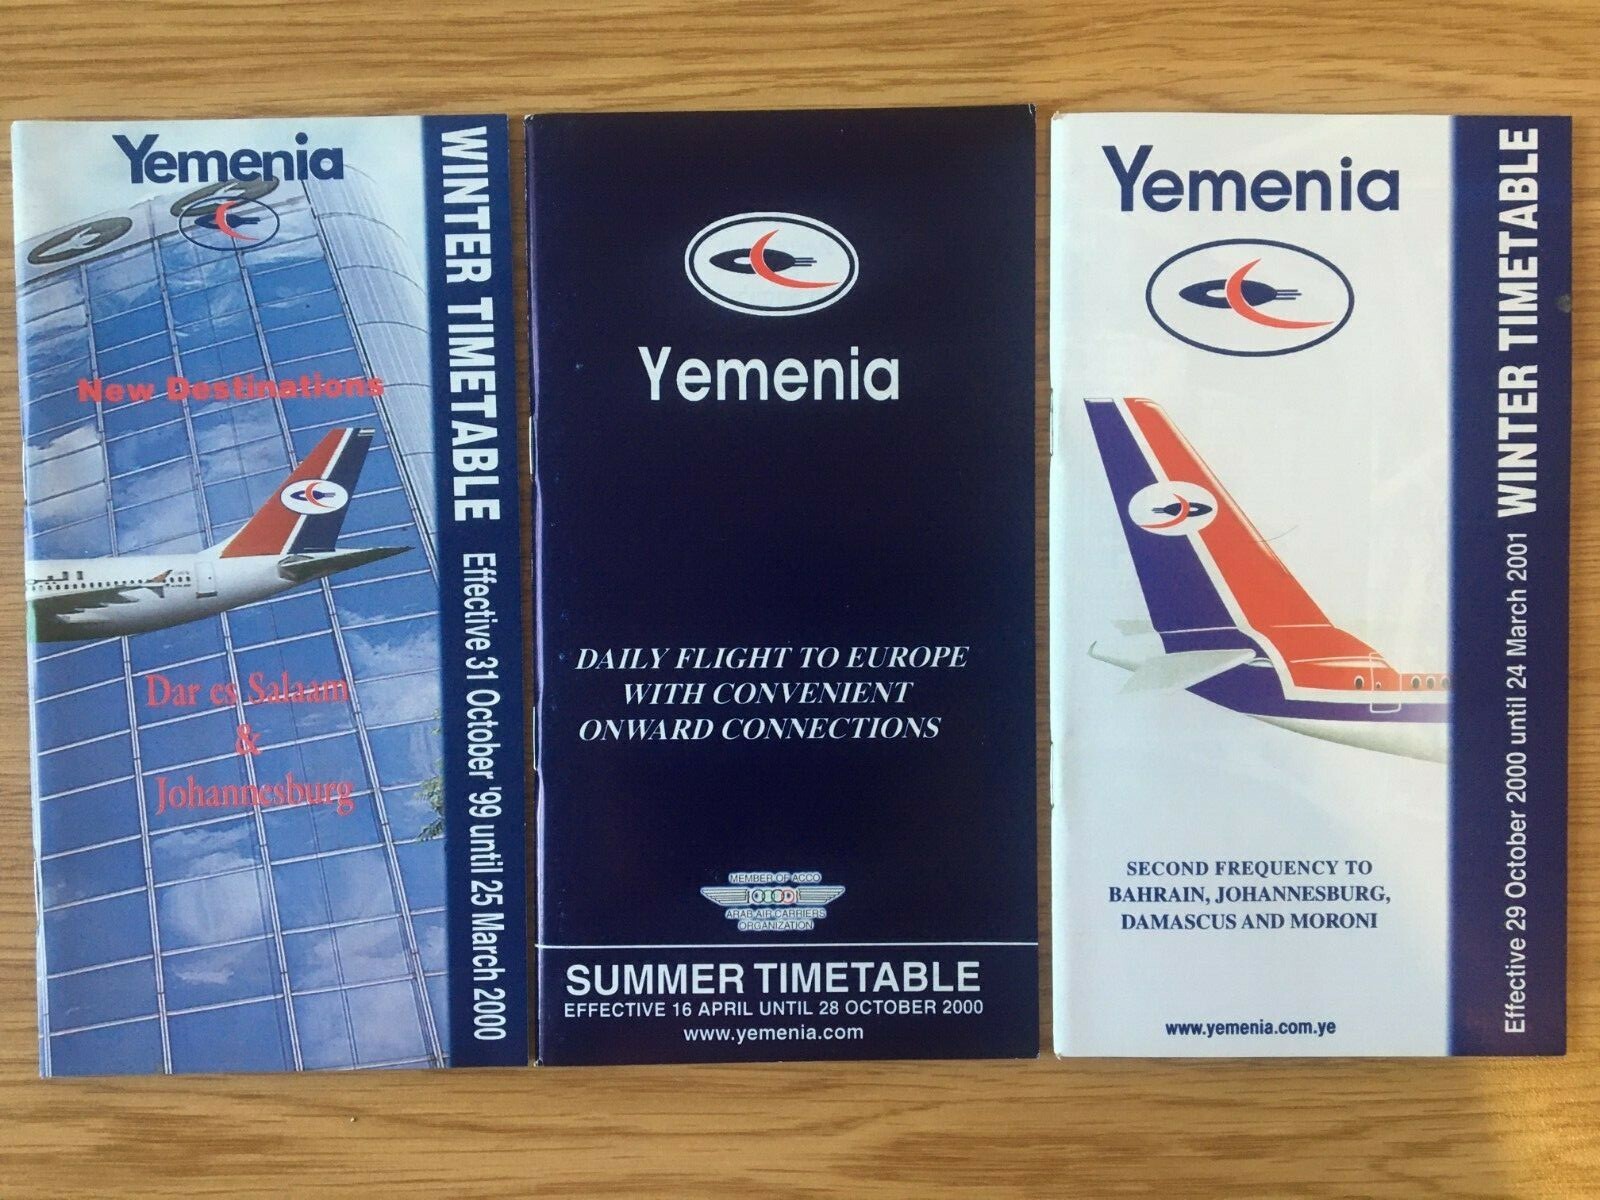 Yemenia
New Destinations
Dar es Salaam
&
Johannesburg
WINTER TIMETABLE Effective 31 October '99 until 25 March 2000
Yemenia
DAILY FLIGHT TO EUROPE
WITH CONVENIENT
ONWARD CONNECTIONS
MEMBER OF ACCO
ARAB AIR CARRIERS
ORGANIZATION
SUMMER TIMETABLE
EFFECTIVE 16 APRIL UNTIL 28 OCTOBER 2000
www.yemenia.com
Yemenia
SECOND FREQUENCY TO
BAHRAIN, JOHANNESBURG,
DAMASCUS AND MORONI
www.yemenia.com.ye
Effective 29 October 2000 until 24 March 2001 WINTER TIMETABLE